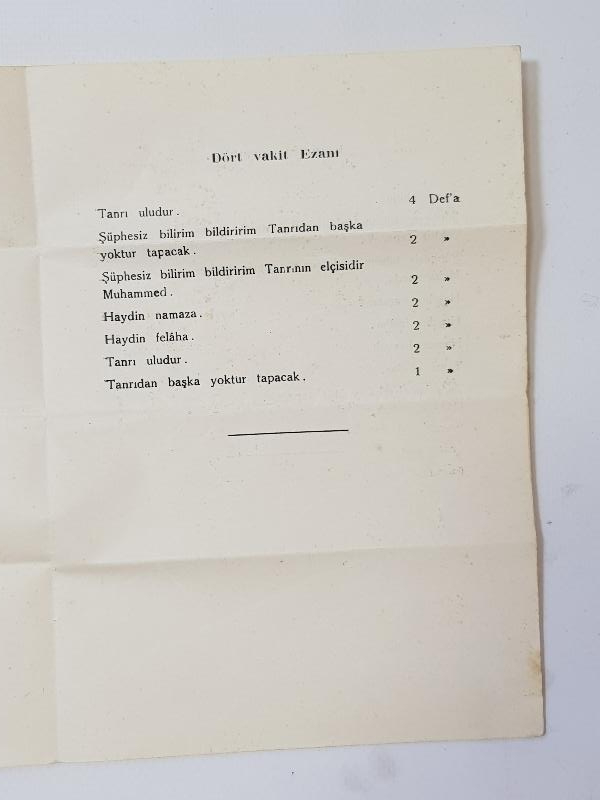 Dört vakit Ezanı
Tanrı uludur. 4 Def'a
Şüphesiz bilirim bildiririm Tanrıdan başka
yoktur tapacak. 2 »
Şüphesiz bilirim bildiririm Tanrının elçisidir
Muhammed. 2 »
Haydin namaza. 2 »
Haydin felâha. 2 »
Tanrı uludur. 2 »
Tanrıdan başka yoktur tapacak. 1 »